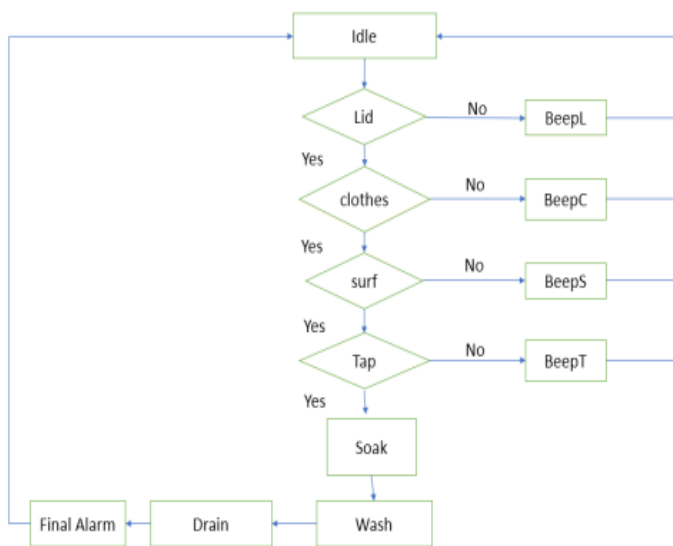 Idle
Lid
No
BeepL
Yes
clothes
No
BeepC
Yes
surf
No
BeepS
Yes
Tap
No
BeepT
Yes
Soak
Final Alarm
Drain
Wash